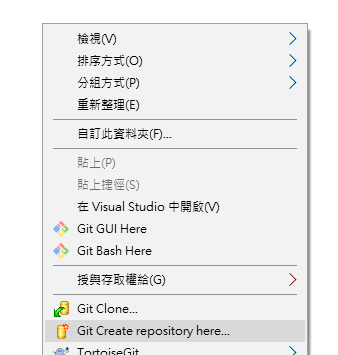 檢視(V)
排序方式(O)
分組方式(P)
重新整理(E)
自訂此資料夾(F)...
貼上(P)
貼上捷徑(S)
在 Visual Studio 中開啟(V)
Git GUI Here
Git Bash Here
授與存取權給(G)
Git Clone...
Git Create repository here...
TortoiseGit